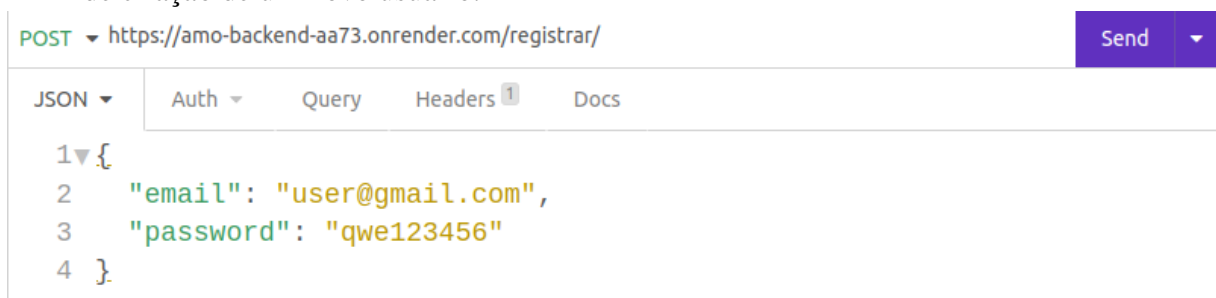 POST https://amo-backend-aa73.onrender.com/registrar/ Send
JSON Auth Query Headers 1 Docs
1 {
2 "email": "user@gmail.com",
3 "password": "qwe123456"
4 }